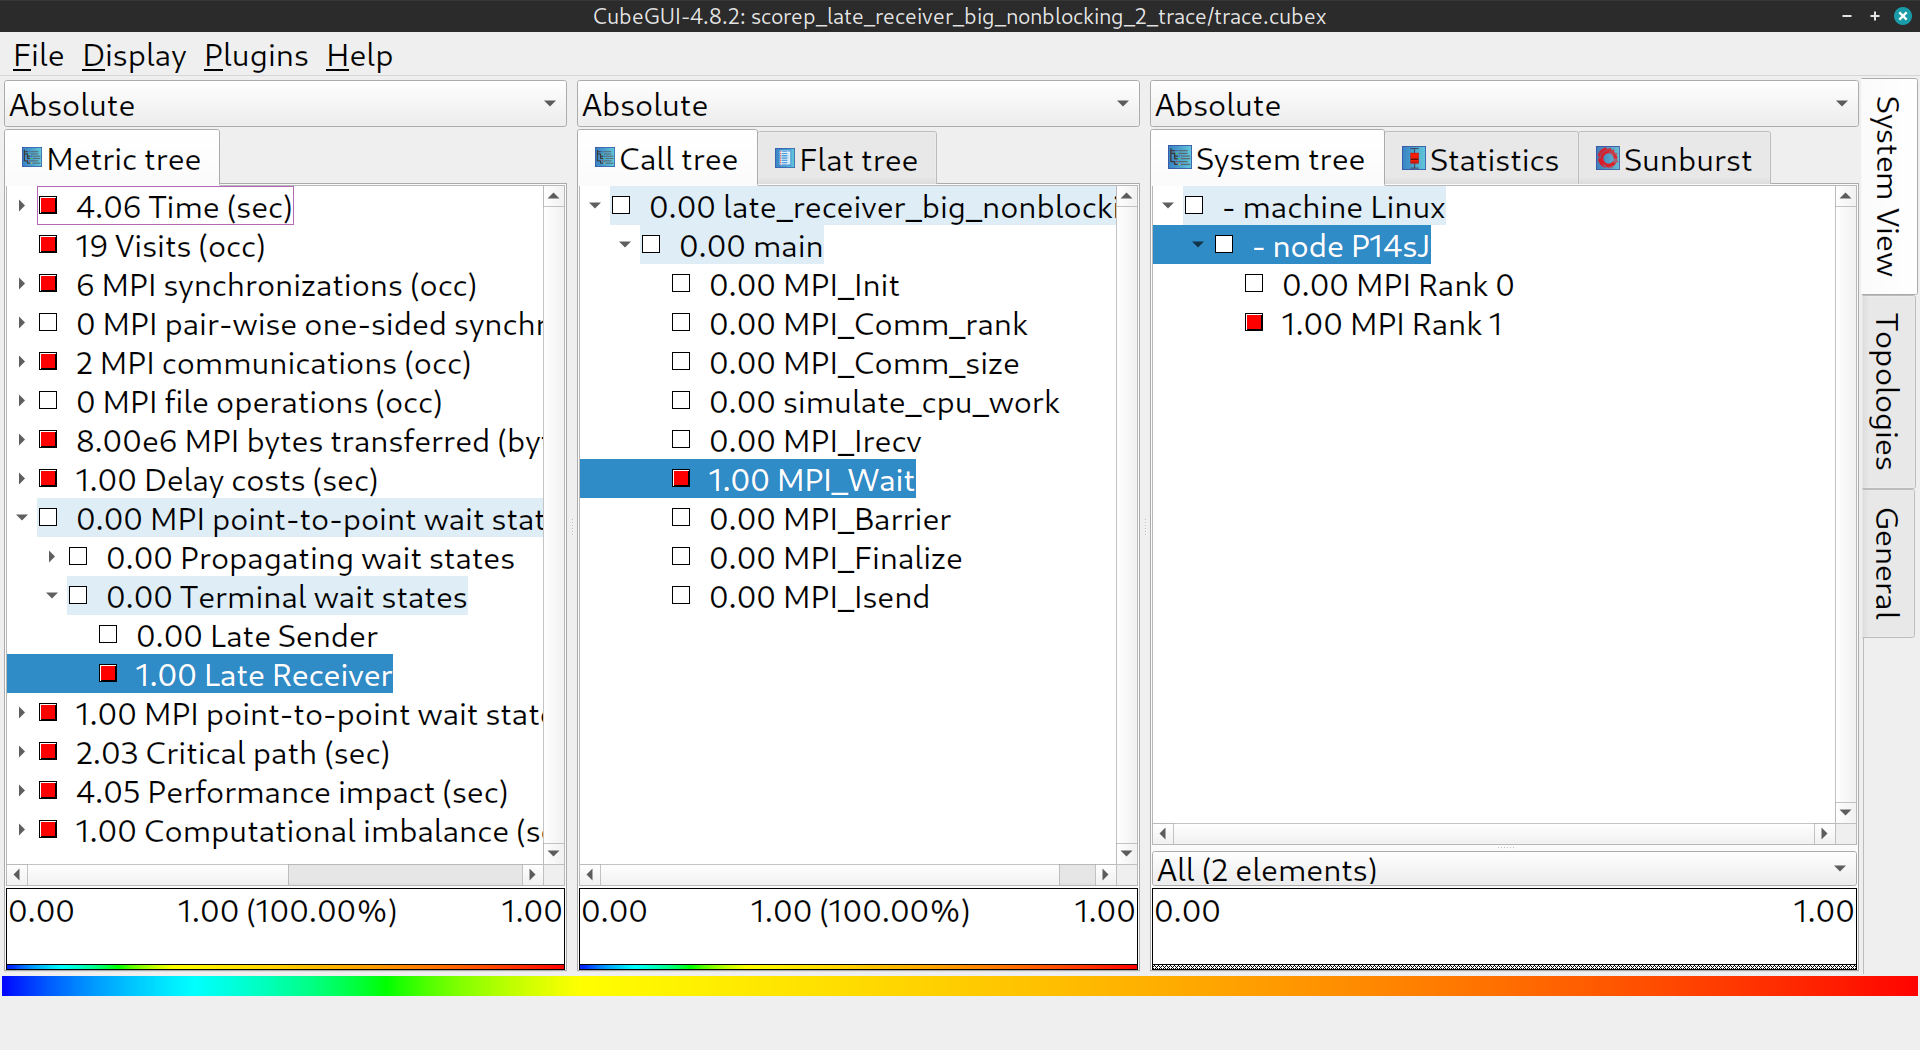 CubeGUI-4.8.2: scorep_late_receiver_big_nonblocking_2_trace/trace.cubex
File Display Plugins Help
Absolute
Metric tree
4.06 Time (sec)
19 Visits (occ)
6 MPI synchronizations (occ)
0 MPI pair-wise one-sided synchr
2 MPI communications (occ)
0 MPI file operations (occ)
8.00e6 MPI bytes transferred (by
1.00 Delay costs (sec)
0.00 MPI point-to-point wait stat
0.00 Propagating wait states
0.00 Terminal wait states
0.00 Late Sender
1.00 Late Receiver
1.00 MPI point-to-point wait stat
2.03 Critical path (sec)
4.05 Performance impact (sec)
1.00 Computational imbalance (s
0.00 1.00 (100.00%) 1.00
Absolute
Call tree Flat tree
0.00 late_receiver_big_nonblocki
0.00 main
0.00 MPI_Init
0.00 MPI_Comm_rank
0.00 MPI_Comm_size
0.00 simulate_cpu_work
0.00 MPI_Irecv
1.00 MPI_Wait
0.00 MPI_Barrier
0.00 MPI_Finalize
0.00 MPI_Isend
0.00 1.00 (100.00%) 1.00
Absolute
System tree Statistics Sunburst
- machine Linux
- node P14sJ
0.00 MPI Rank 0
1.00 MPI Rank 1
All (2 elements)
0.00 1.00
System View
Topologies
General